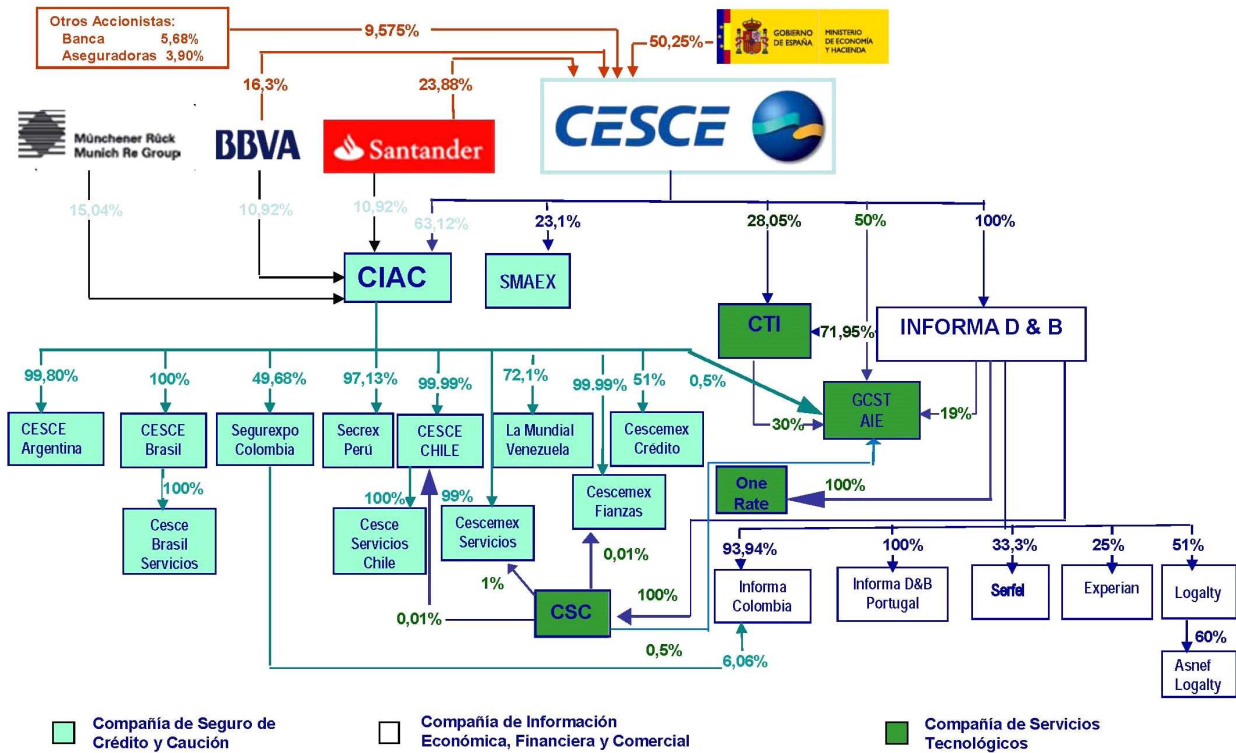 Otros Accionistas:
Banca 5,68%
Aseguradoras 3,90%
9,575%
50,25%
GOBIERNO DE ESPAÑA
MINISTERIO DE ECONOMÍA Y HACIENDA
16,3%
23,88%
Münchener Rück
Munich Re Group
BBVA
Santander
CESCE
15,04%
10,92%
10,92%
63,12%
23,1%
28,05%
50%
100%
CIAC
SMAEX
CTI
71,95%
INFORMA D & B
99,80%
100%
49,68%
97,13%
99.99%
72,1%
99.99%
51%
0,5%
CESCE
Argentina
CESCE
Brasil
Segurexpo
Colombia
Secrex
Perú
CESCE
CHILE
La Mundial
Venezuela
Cescemex
Crédito
GCST
AIE
30%
19%
100%
100%
99%
Cescemex
Fianzas
One
Rate
100%
Cesce
Brasil
Servicios
Cesce
Servicios
Chile
Cescemex
Servicios
0,01%
1%
0,01%
CSC
100%
0,5%
93,94%
100%
33,3%
25%
51%
Informa
Colombia
Informa D&B
Portugal
Serfel
Experian
Logalty
6,06%
60%
Asnef
Logalty
Compañía de Seguro de
Crédito y Caución
Compañía de Información
Económica, Financiera y Comercial
Compañía de Servicios
Tecnológicos